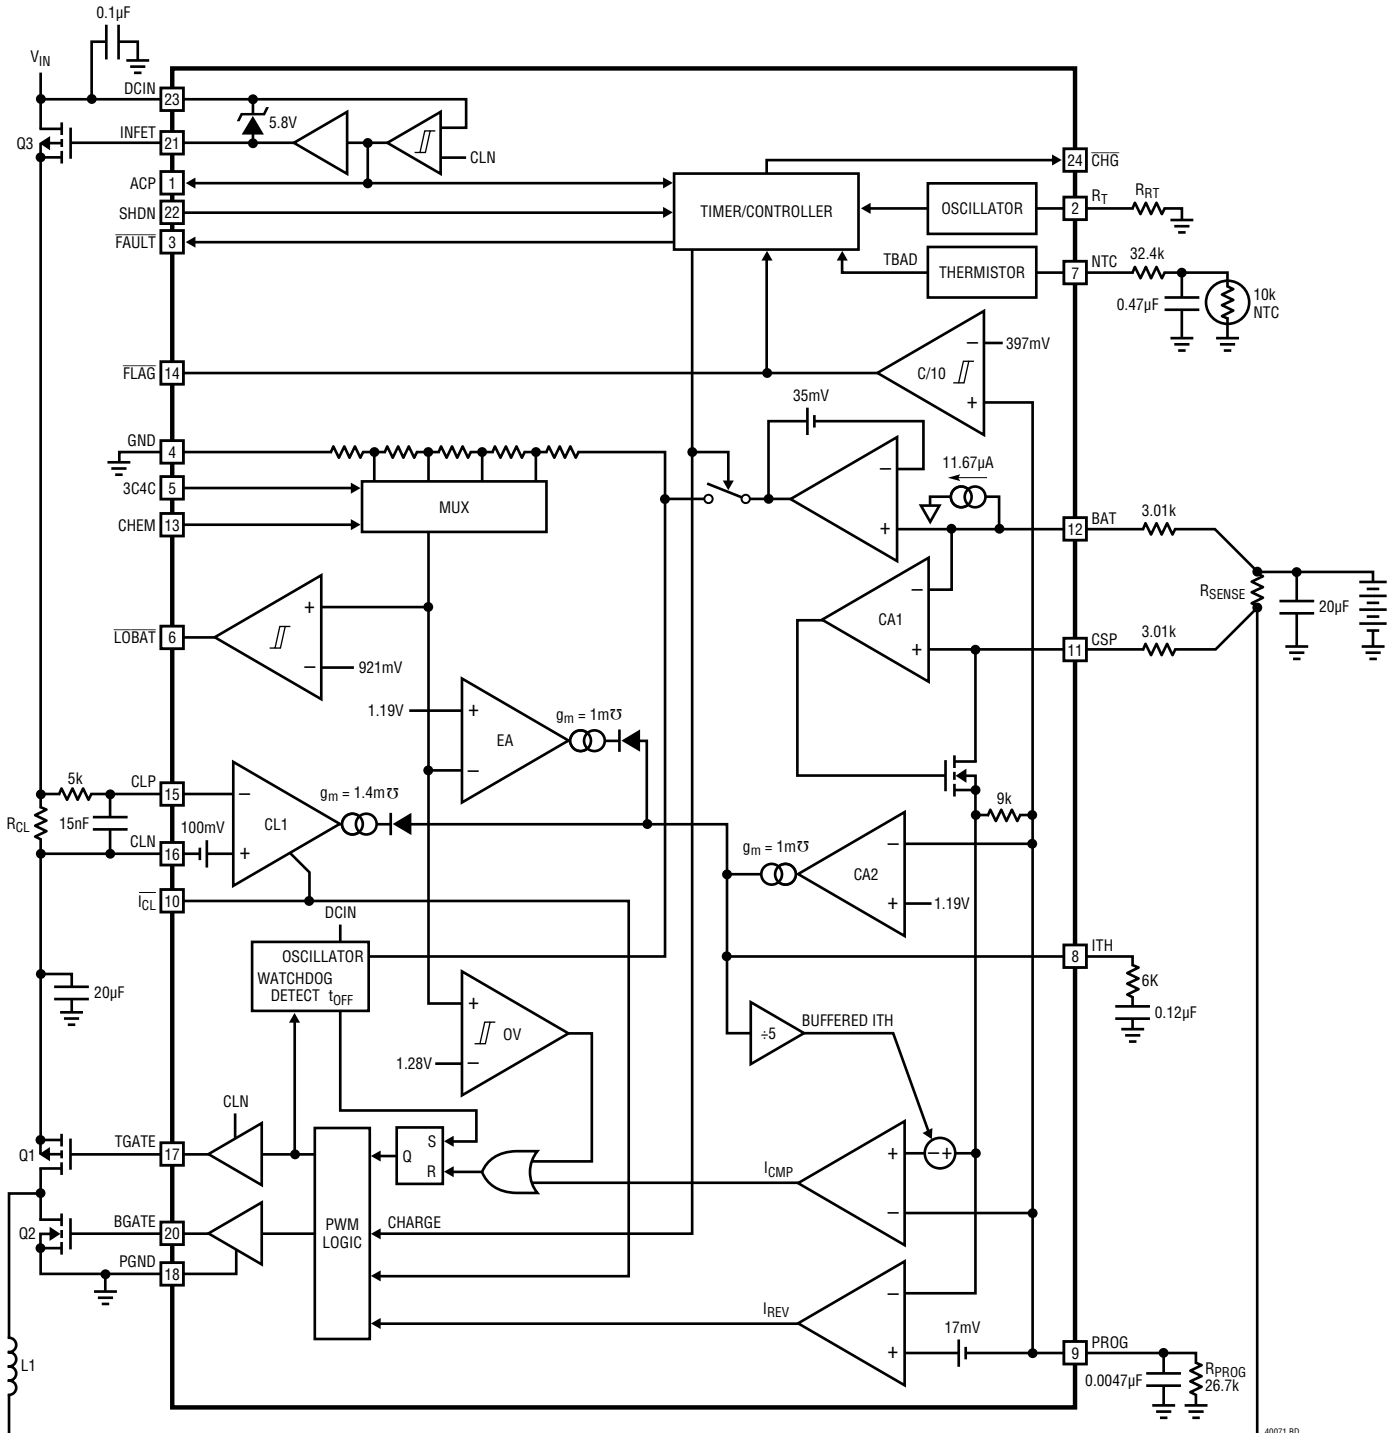 0.1µF
VIN
DCIN
23
5.8V
INFET
21
Q3
CLN
24
CHG
ACP
1
SHDN
22
FAULT
3
TIMER/CONTROLLER
OSCILLATOR
2
RT
RRT
TBAD
THERMISTOR
7
NTC
32.4k
0.47µF
10k
NTC
397mV
C/10
FLAG
14
35mV
GND
4
3C4C
5
CHEM
13
MUX
11.67µA
12
BAT
3.01k
RSENSE
20µF
CA1
11
CSP
3.01k
LOBAT
6
921mV
1.19V
EA
gm = 1m℧
5k
CLP
15
RCL
15nF
CLN
16
100mV
CL1
gm = 1.4m℧
9k
gm = 1m℧
CA2
1.19V
ICL
10
DCIN
OSCILLATOR
WATCHDOG
DETECT tOFF
8
ITH
6K
0.12µF
20µF
OV
1.28V
÷5
BUFFERED ITH
CLN
TGATE
17
Q1
S
Q
R
ICMP
BGATE
20
Q2
PGND
18
PWM
LOGIC
CHARGE
IREV
17mV
9
PROG
0.0047µF
RPROG
26.7k
L1
40071 BD